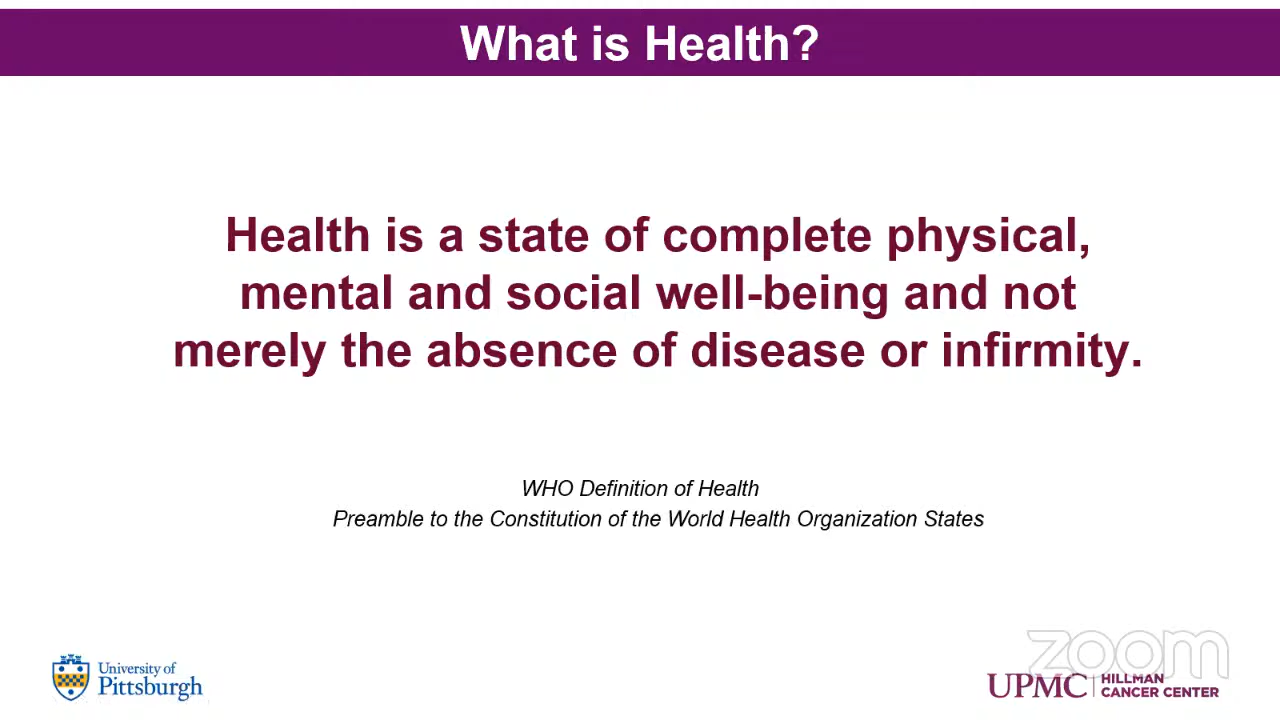 What is Health?
Health is a state of complete physical,
mental and social well-being and not
merely the absence of disease or infirmity.
WHO Definition of Health
Preamble to the Constitution of the World Health Organization States
University of
Pittsburgh
zoom
UPMC
HILLMAN
CANCER CENTER